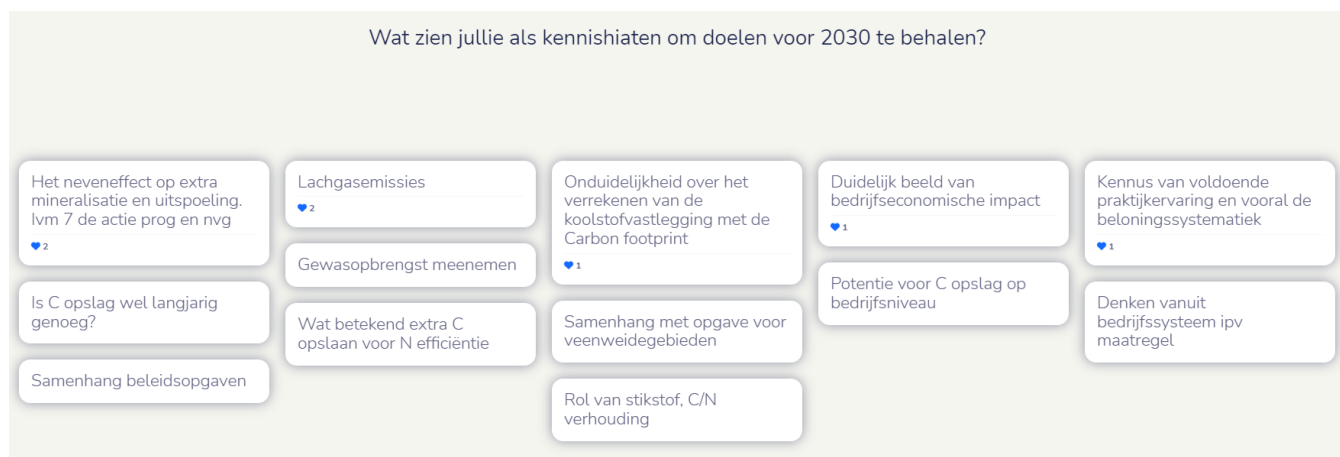 Wat zien jullie als kennishiaten om doelen voor 2030 te behalen?
Het neveneffect op extra
mineralisatie en uitspoeling.
Ivm 7 de actie prog en nvg
2
Is C opslag wel langjarig
genoeg?
Samenhang beleidsopgaven
Lachgasemissies
2
Gewasopbrengst meenemen
Wat betekend extra C
opslaan voor N efficiëntie
Onduidelijkheid over het
verrekenen van de
koolstofvastlegging met de
Carbon footprint
1
Samenhang met opgave voor
veenweidegebieden
Rol van stikstof, C/N
verhouding
Duidelijk beeld van
bedrijfseconomische impact
1
Potentie voor C opslag op
bedrijfsniveau
Kennus van voldoende
praktijkervaring en vooral de
beloningssystematiek
1
Denken vanuit
bedrijfssysteem ipv
maatregel